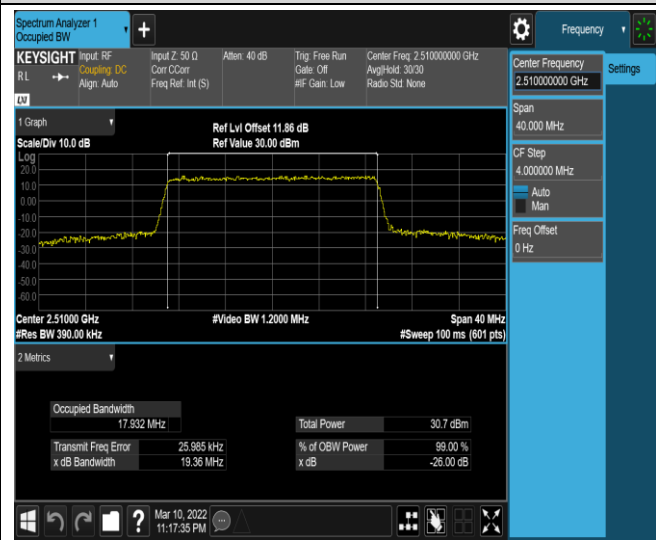 Spectrum Analyzer 1
Occupied BW
+
Frequency
KEYSIGHT
RL
LXI
Input: RF
Coupling: DC
Align: Auto
Input Z: 50 Ω
Corr CCorr
Freq Ref: Int (S)
Atten: 40 dB
Trig: Free Run
Gate: Off
#IF Gain: Low
Center Freq: 2.510000000 GHz
Avg|Hold: 30/30
Radio Std: None
Center Frequency
2.510000000 GHz
Settings
Span
40.000 MHz
CF Step
4.000000 MHz
Auto
Man
Freq Offset
0 Hz
1 Graph
Scale/Div 10.0 dB
Ref Lvl Offset 11.86 dB
Ref Value 30.00 dBm
Log
20.0
10.0
0.00
-10.0
-20.0
-30.0
-40.0
-50.0
-60.0
Center 2.51000 GHz
#Video BW 1.2000 MHz
Span 40 MHz
#Res BW 390.00 kHz
#Sweep 100 ms (601 pts)
2 Metrics
Occupied Bandwidth
17.932 MHz
Total Power 30.7 dBm
Transmit Freq Error 25.985 kHz
% of OBW Power 99.00 %
x dB Bandwidth 19.36 MHz
x dB -26.00 dB
?
Mar 10, 2022
11:17:35 PM